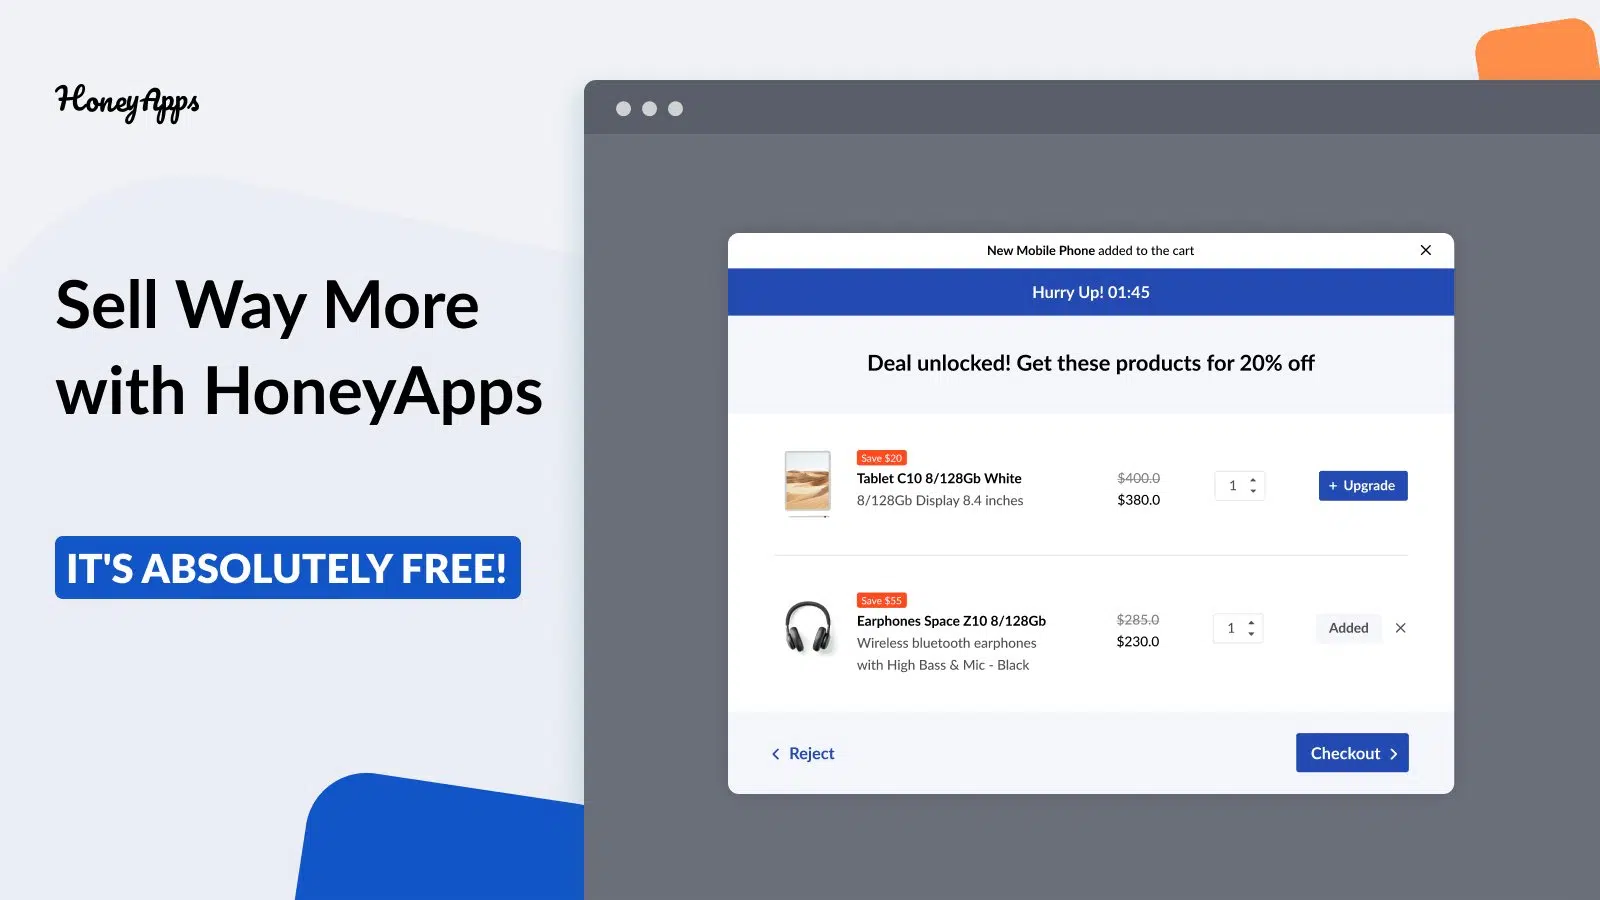 HoneyApps
Sell Way More
with HoneyApps
IT'S ABSOLUTELY FREE!
New Mobile Phone added to the cart
Hurry Up! 01:45
Deal unlocked! Get these products for 20% off
Save $20
Tablet C10 8/128Gb White
8/128Gb Display 8.4 inches
$400.0
$380.0
1
+ Upgrade
Save $55
Earphones Space Z10 8/128Gb
Wireless bluetooth earphones
with High Bass & Mic - Black
$285.0
$230.0
1
Added
Reject
Checkout